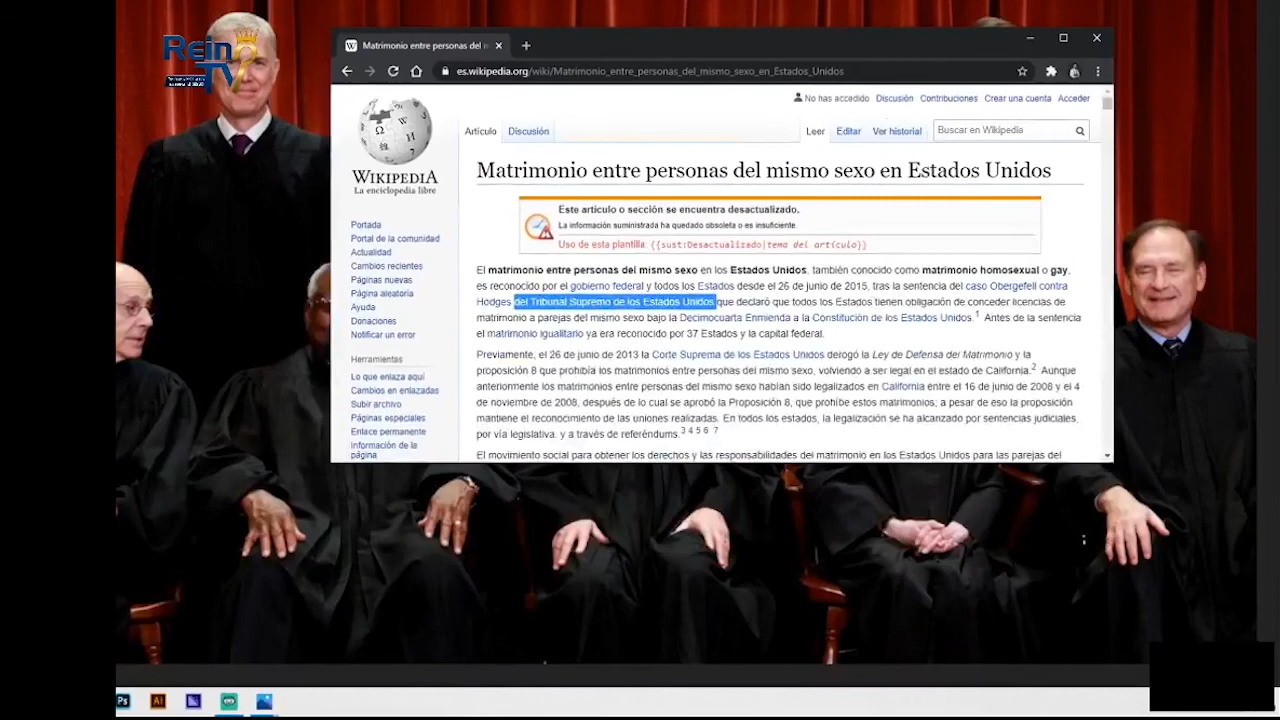 Rein
TV
Matrimonio entre personas del m
es.wikipedia.org/wiki/Matrimonio_entre_personas_del_mismo_sexo_en_Estados_Unidos
No has accedido Discusión Contribuciones Crear una cuenta Acceder
Artículo Discusión Leer Editar Ver historial Buscar en Wikipedia
WIKIPEDIA
La enciclopedia libre
Matrimonio entre personas del mismo sexo en Estados Unidos
Este artículo o sección se encuentra desactualizado.
La información suministrada ha quedado obsoleta o es insuficiente.
Uso de esta plantilla: {{sust:Desactualizado|tema del artículo}}
Portada
Portal de la comunidad
Actualidad
Cambios recientes
Páginas nuevas
Página aleatoria
Ayuda
Donaciones
Notificar un error
Herramientas
Lo que enlaza aquí
Cambios en enlazadas
Subir archivo
Páginas especiales
Enlace permanente
Información de la
página
El matrimonio entre personas del mismo sexo en los Estados Unidos, también conocido como matrimonio homosexual o gay,
es reconocido por el gobierno federal y todos los Estados desde el 26 de junio de 2015, tras la sentencia del caso Obergefell contra
Hodges del Tribunal Supremo de los Estados Unidos que declaró que todos los Estados tienen obligación de conceder licencias de
matrimonio a parejas del mismo sexo bajo la Decimocuarta Enmienda a la Constitución de los Estados Unidos.1 Antes de la sentencia
el matrimonio igualitario ya era reconocido por 37 Estados y la capital federal.
Previamente, el 26 de junio de 2013 la Corte Suprema de los Estados Unidos derogó la Ley de Defensa del Matrimonio y la
proposición 8 que prohibía los matrimonios entre personas del mismo sexo, volviendo a ser legal en el estado de California.2 Aunque
anteriormente los matrimonios entre personas del mismo sexo habían sido legalizados en California entre el 16 de junio de 2008 y el 4
de noviembre de 2008, después de lo cual se aprobó la Proposición 8, que prohíbe estos matrimonios; a pesar de eso la proposición
mantiene el reconocimiento de las uniones realizadas. En todos los estados, la legalización se ha alcanzado por sentencias judiciales,
por vía legislativa, y a través de referéndums.3 4 5 6 7
El movimiento social para obtener los derechos y las responsabilidades del matrimonio en los Estados Unidos para las parejas del
Ps Ai